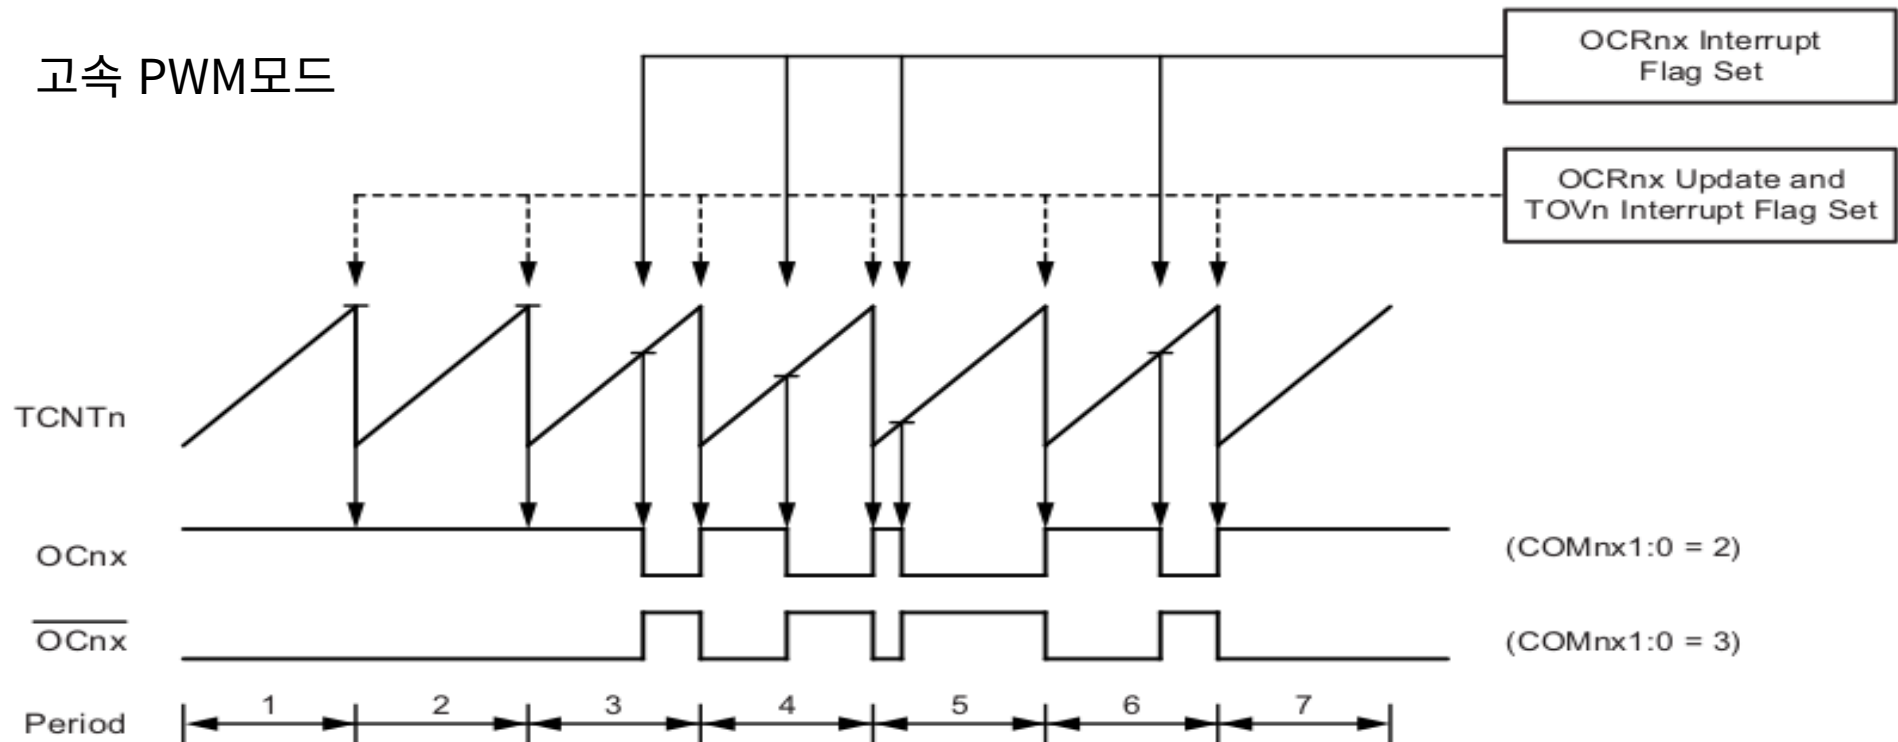 고속 PWM모드
OCRnx Interrupt
Flag Set
OCRnx Update and
TOVn Interrupt Flag Set
TCNTn
OCnx
(COMnx1:0 = 2)
OCnx
(COMnx1:0 = 3)
Period
1 2 3 4 5 6 7